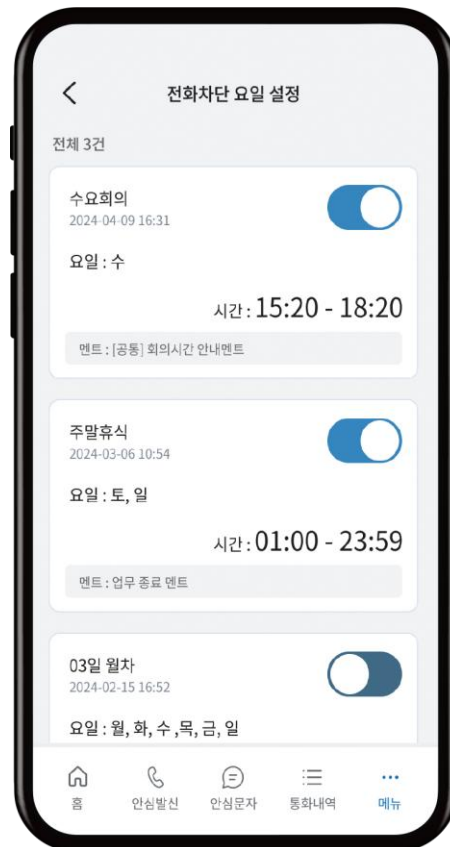 전화차단 요일 설정
전체 3건
수요회의
2024-04-09 16:31
요일 : 수
시간 : 15:20 - 18:20
멘트 : [공통] 회의시간 안내멘트
주말휴식
2024-03-06 10:54
요일 : 토, 일
시간 : 01:00 - 23:59
멘트 : 업무 종료 멘트
03일 월차
2024-02-15 16:52
요일 : 월, 화, 수 ,목, 금, 일
홈 안심발신 안심문자 통화내역 메뉴